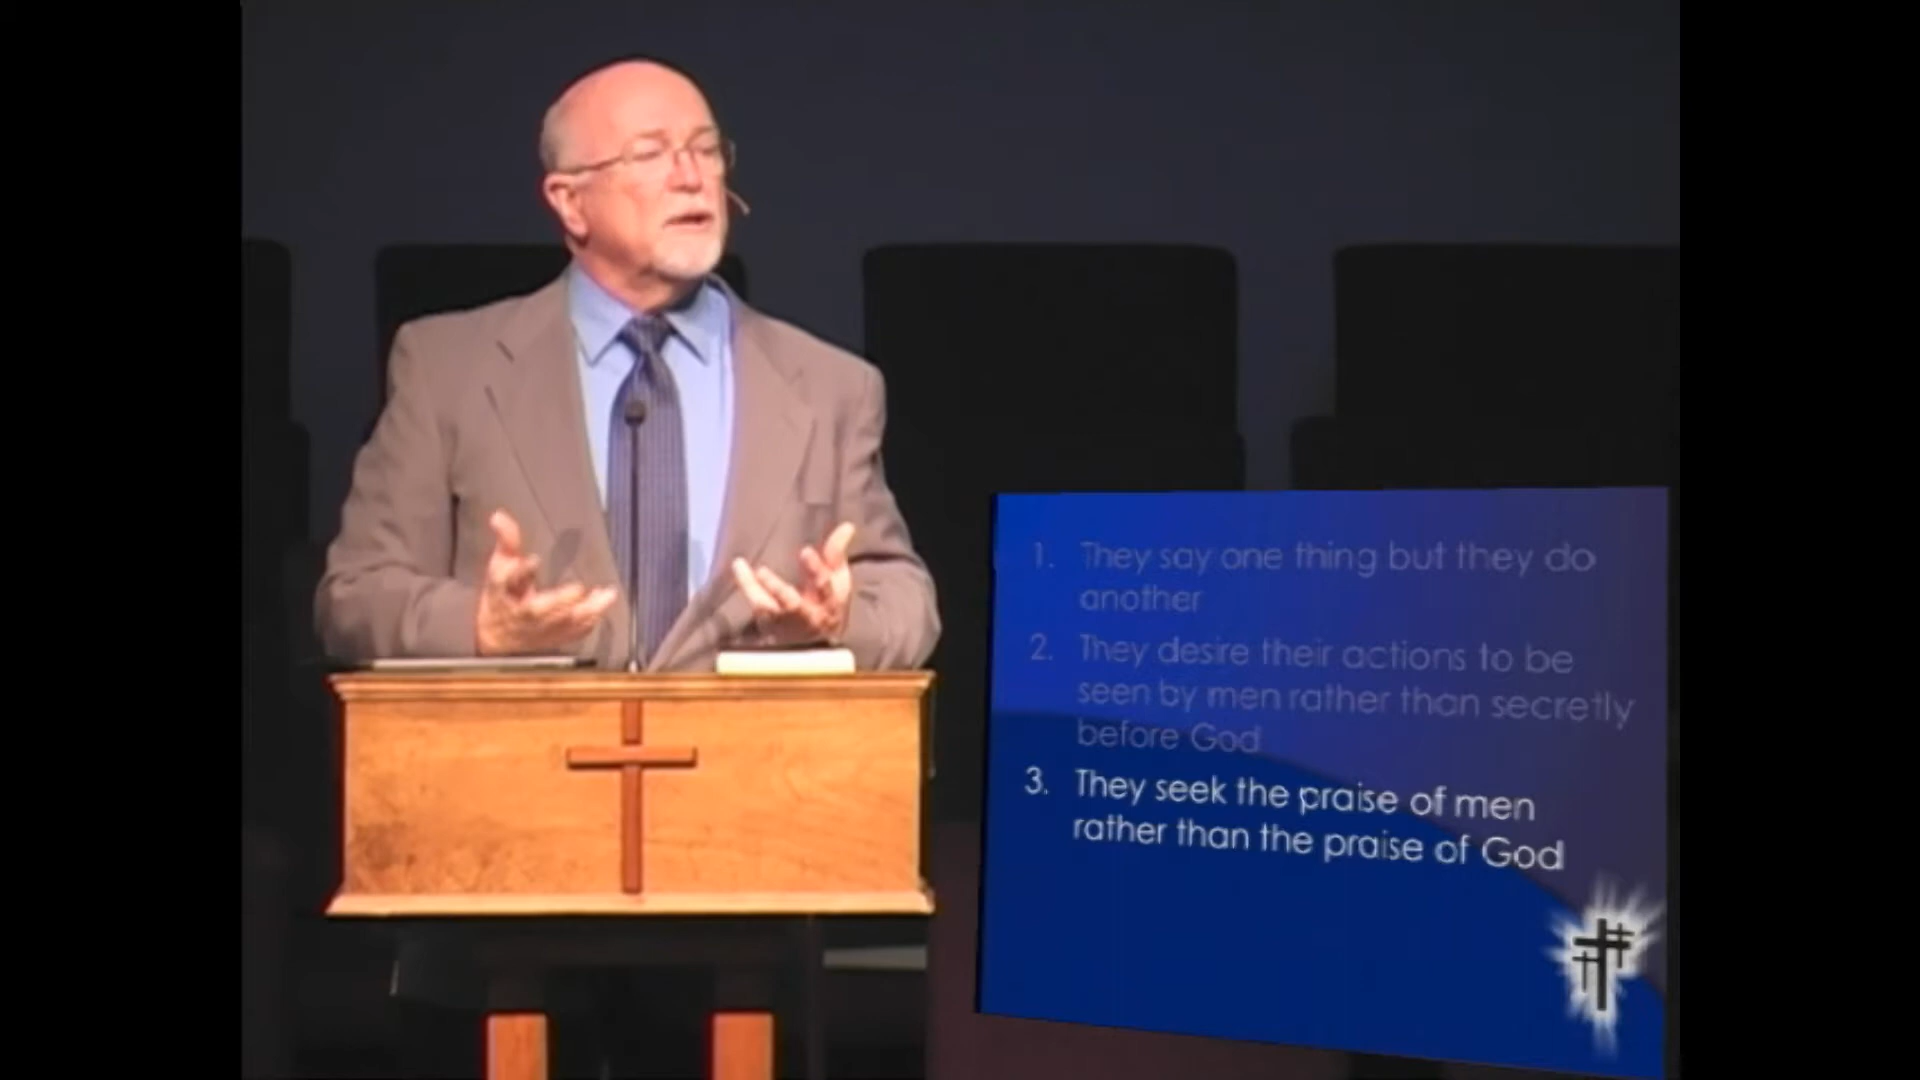 1. They say one thing but they do
another
2. They desire their actions to be
seen by men rather than secretly
before God
3. They seek the praise of men
rather than the praise of God